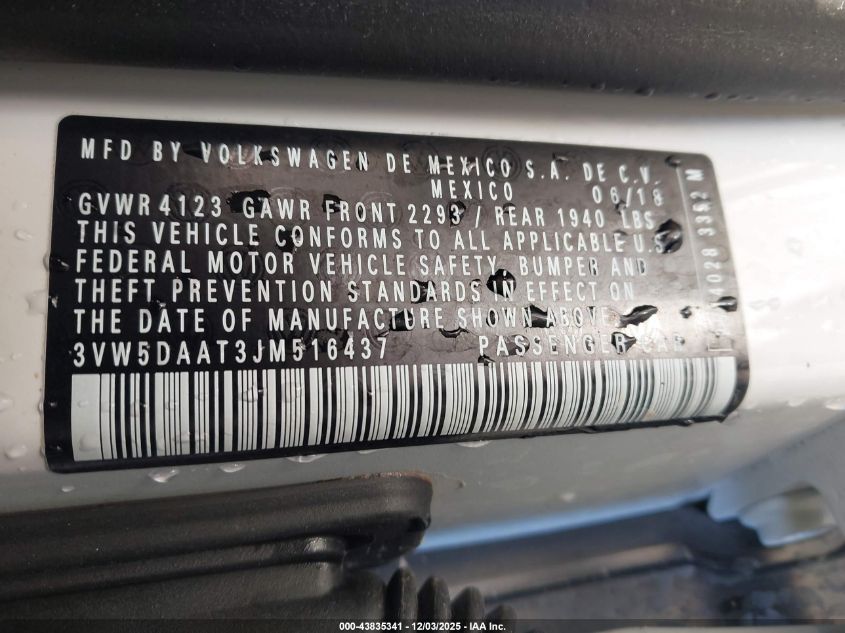 MFD BY VOLKSWAGEN DE MEXICO S.A. DE C.V.
MEXICO 06/18
GVWR 4123 GAWR FRONT 2293 / REAR 1940 LBS
THIS VEHICLE CONFORMS TO ALL APPLICABLE U.S
FEDERAL MOTOR VEHICLE SAFETY, BUMPER AND
THEFT PREVENTION STANDARDS IN EFFECT ON
THE DATE OF MANUFACTURE SHOWN ABOVE
3VW5DAAT3JM516437 PASSENGER CAR
000-43835341 - 12/03/2025 - IAA Inc.